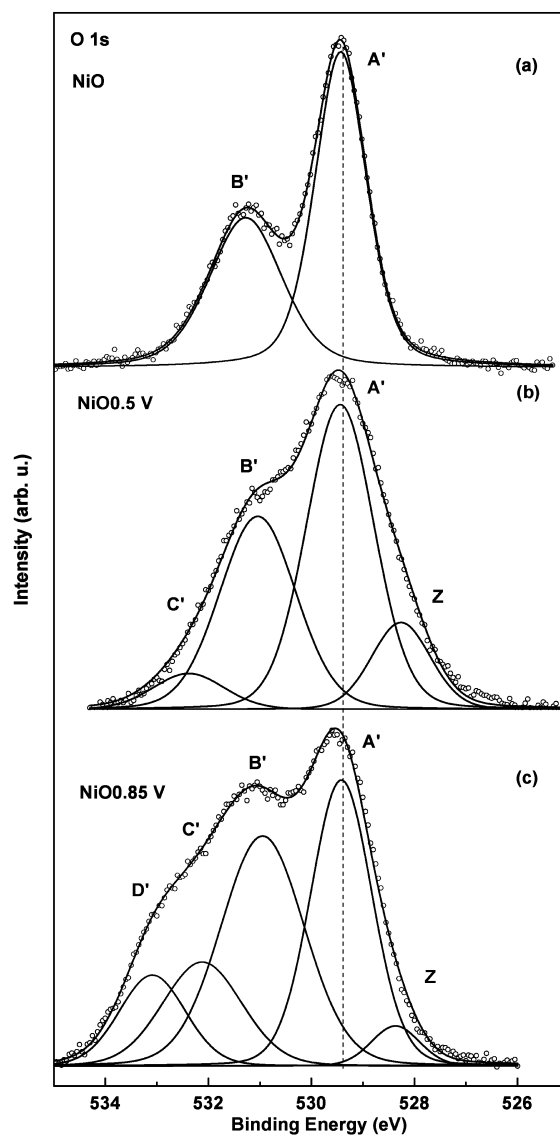 O 1s
NiO
A'
(a)
B'
NiO0.5 V
A'
(b)
B'
C'
Z
NiO0.85 V
A'
B'
(c)
C'
D'
Z
Intensity (arb. u.)
534 532 530 528 526
Binding Energy (eV)